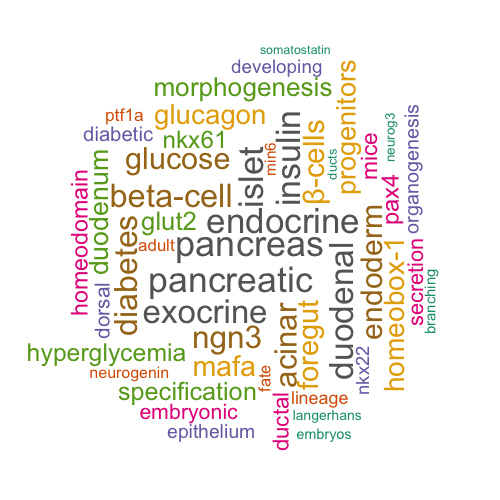 somatostatin
developing
morphogenesis
ptf1a
glucagon
diabetic
nkx61
glucose
islet
insulin
min6
β-cells
ducts
progenitors
mice
neurog3
organogenesis
pax4
homeodomain
duodenum
beta-cell
glut2
endocrine
adult
pancreas
dorsal
diabetes
pancreatic
exocrine
duodenal
endoderm
homeobox-1
secretion
branching
ngn3
acinar
foregut
nkx22
hyperglycemia
mafa
neurogenin
fate
specification
lineage
embryonic
ductal
langerhans
epithelium
embryos